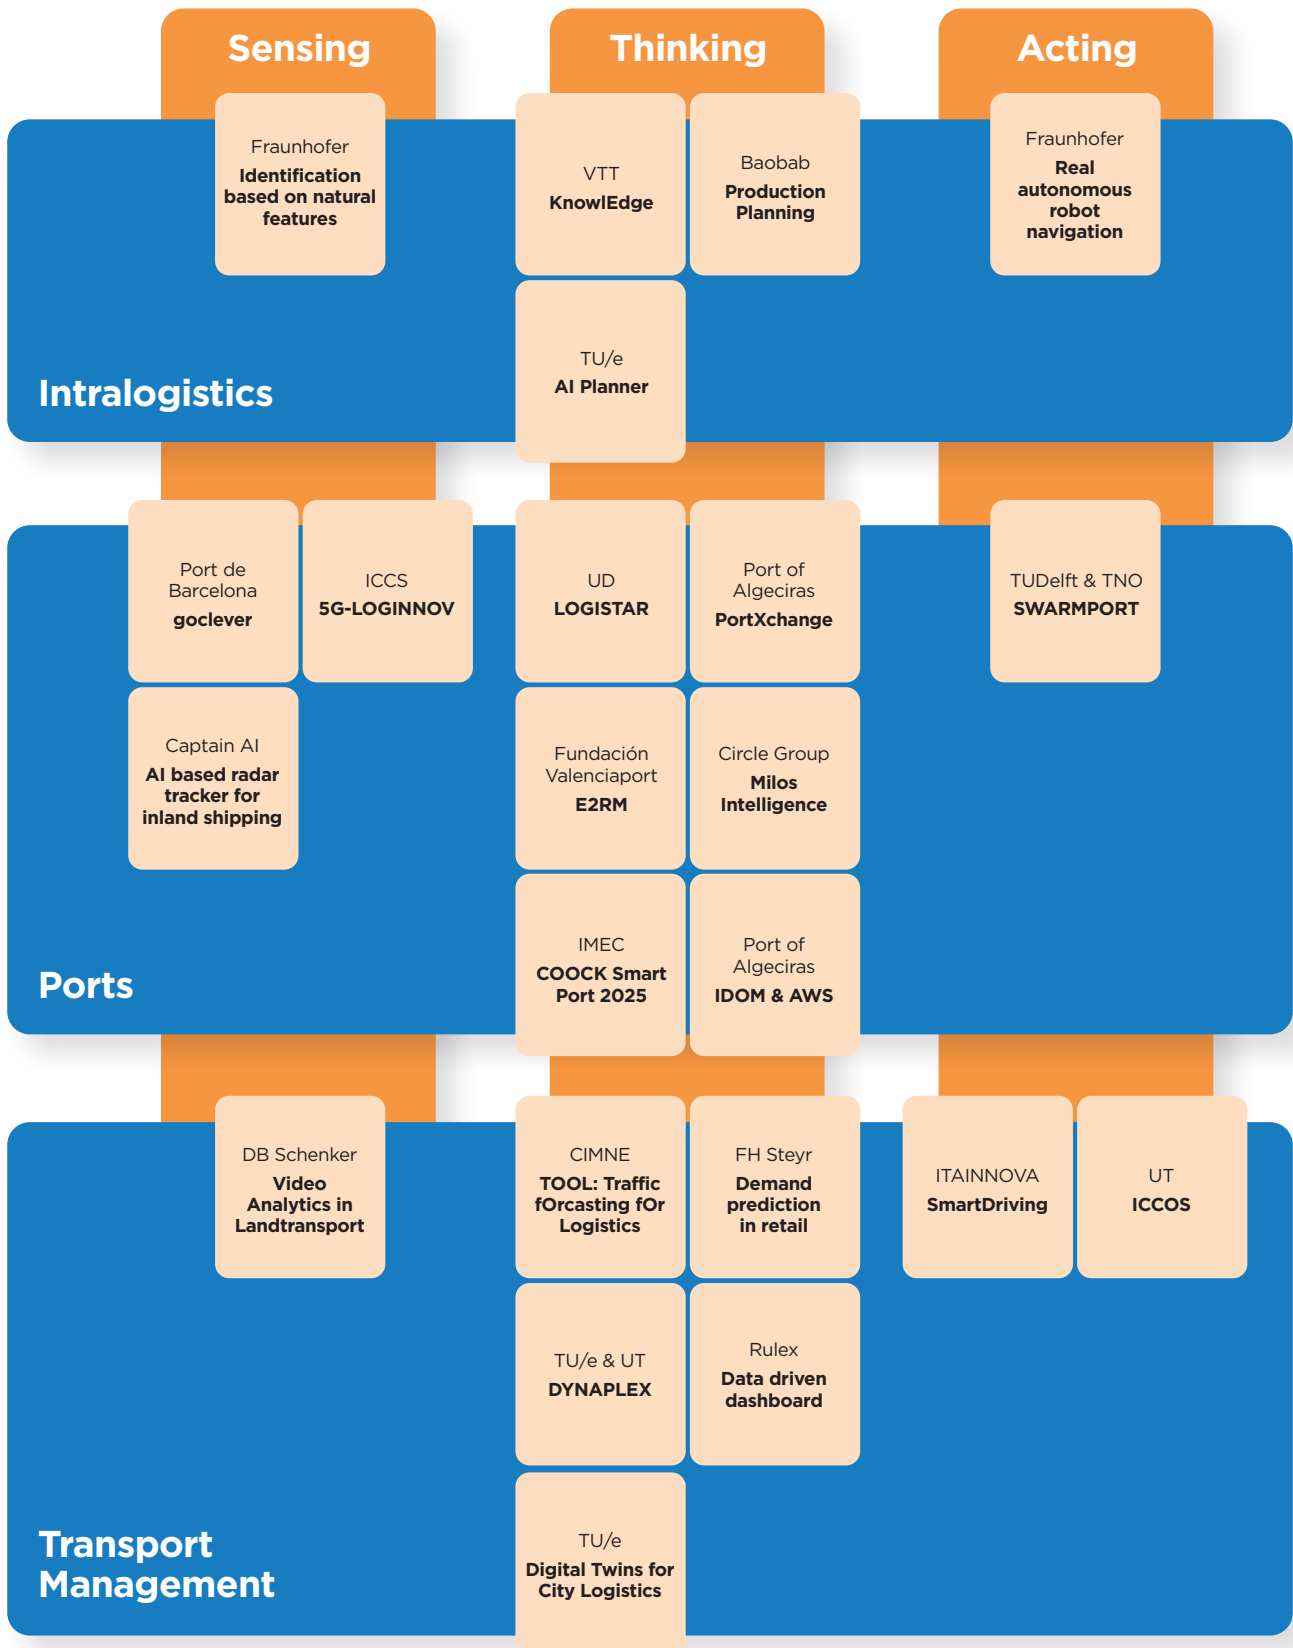 Sensing
Thinking
Acting
Fraunhofer
Identification
based on natural
features
VTT
KnowlEdge
Baobab
Production
Planning
Fraunhofer
Real
autonomous
robot
navigation
TU/e
AI Planner
Intralogistics
Port de
Barcelona
goclever
ICCS
5G-LOGINNOV
UD
LOGISTAR
Port of
Algeciras
PortXchange
TUDelft & TNO
SWARMPORT
Captain AI
AI based radar
tracker for
inland shipping
Fundación
Valenciaport
E2RM
Circle Group
Milos
Intelligence
IMEC
COOCK Smart
Port 2025
Port of
Algeciras
IDOM & AWS
Ports
DB Schenker
Video
Analytics in
Landtransport
CIMNE
TOOL: Traffic
fOrcasting fOr
Logistics
FH Steyr
Demand
prediction
in retail
ITAINNOVA
SmartDriving
UT
ICCOS
TU/e & UT
DYNAPLEX
Rulex
Data driven
dashboard
TU/e
Digital Twins for
City Logistics
Transport
Management